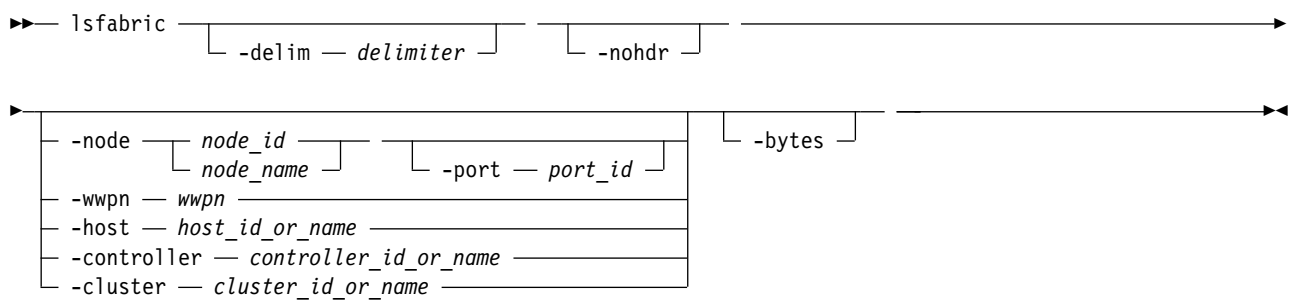 lsfabric
-delim delimiter
-nohdr
-node node_id
node_name
-port port_id
-bytes
-wwpn wwpn
-host host_id_or_name
-controller controller_id_or_name
-cluster cluster_id_or_name